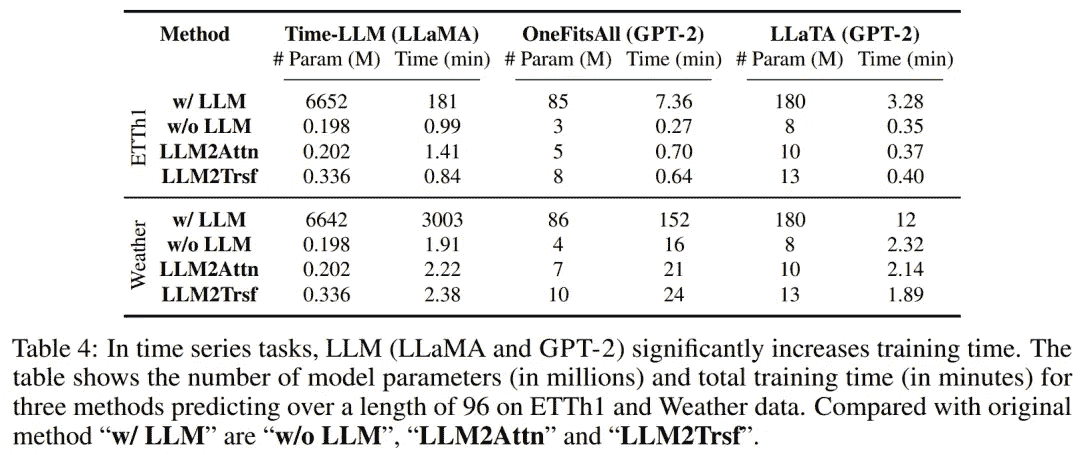 Method Time-LLM (LLaMA) OneFitsAll (GPT-2) LLaTA (GPT-2)
# Param (M) Time (min) # Param (M) Time (min) # Param (M) Time (min)
ETTh1
w/ LLM 6652 181 85 7.36 180 3.28
w/o LLM 0.198 0.99 3 0.27 8 0.35
LLM2Attn 0.202 1.41 5 0.70 10 0.37
LLM2Trsf 0.336 0.84 8 0.64 13 0.40
Weather
w/ LLM 6642 3003 86 152 180 12
w/o LLM 0.198 1.91 4 16 8 2.32
LLM2Attn 0.202 2.22 7 21 10 2.14
LLM2Trsf 0.336 2.38 10 24 13 1.89
Table 4: In time series tasks, LLM (LLaMA and GPT-2) significantly increases training time. The
table shows the number of model parameters (in millions) and total training time (in minutes) for
three methods predicting over a length of 96 on ETTh1 and Weather data. Compared with original
method “w/ LLM” are “w/o LLM”, “LLM2Attn” and “LLM2Trsf”.